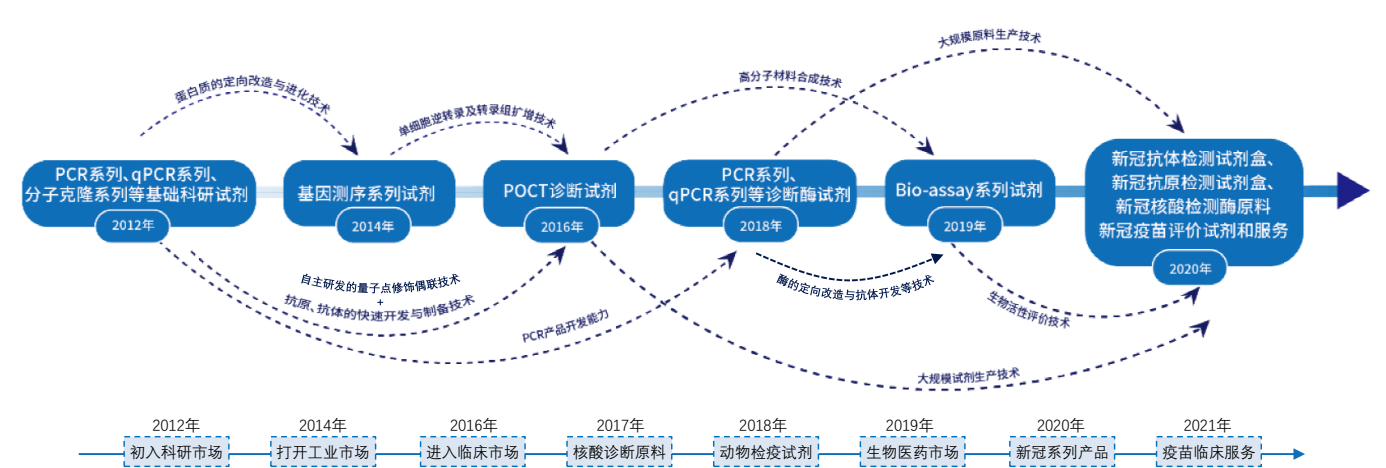 大规模原料生产技术
高分子材料合成技术
蛋白质的定向改造与进化技术
单细胞逆转录及转录组扩增技术
PCR系列、qPCR系列、
分子克隆系列等基础科研试剂
2012年
基因测序系列试剂
2014年
POCT诊断试剂
2016年
PCR系列、
qPCR系列等诊断酶试剂
2018年
Bio-assay系列试剂
2019年
新冠抗体检测试剂盒、
新冠抗原检测试剂盒、
新冠核酸检测酶原料
新冠疫苗评价试剂和服务
2020年
自主研发的量子点修饰偶联技术
+
抗原、抗体的快速开发与制备技术
PCR产品开发能力
酶的定向改造与抗体开发等技术
生物活性评价技术
大规模试剂生产技术
2012年
2014年
2016年
2017年
2018年
2019年
2020年
2021年
初入科研市场
打开工业市场
进入临床市场
核酸诊断原料
动物检疫试剂
生物医药市场
新冠系列产品
疫苗临床服务